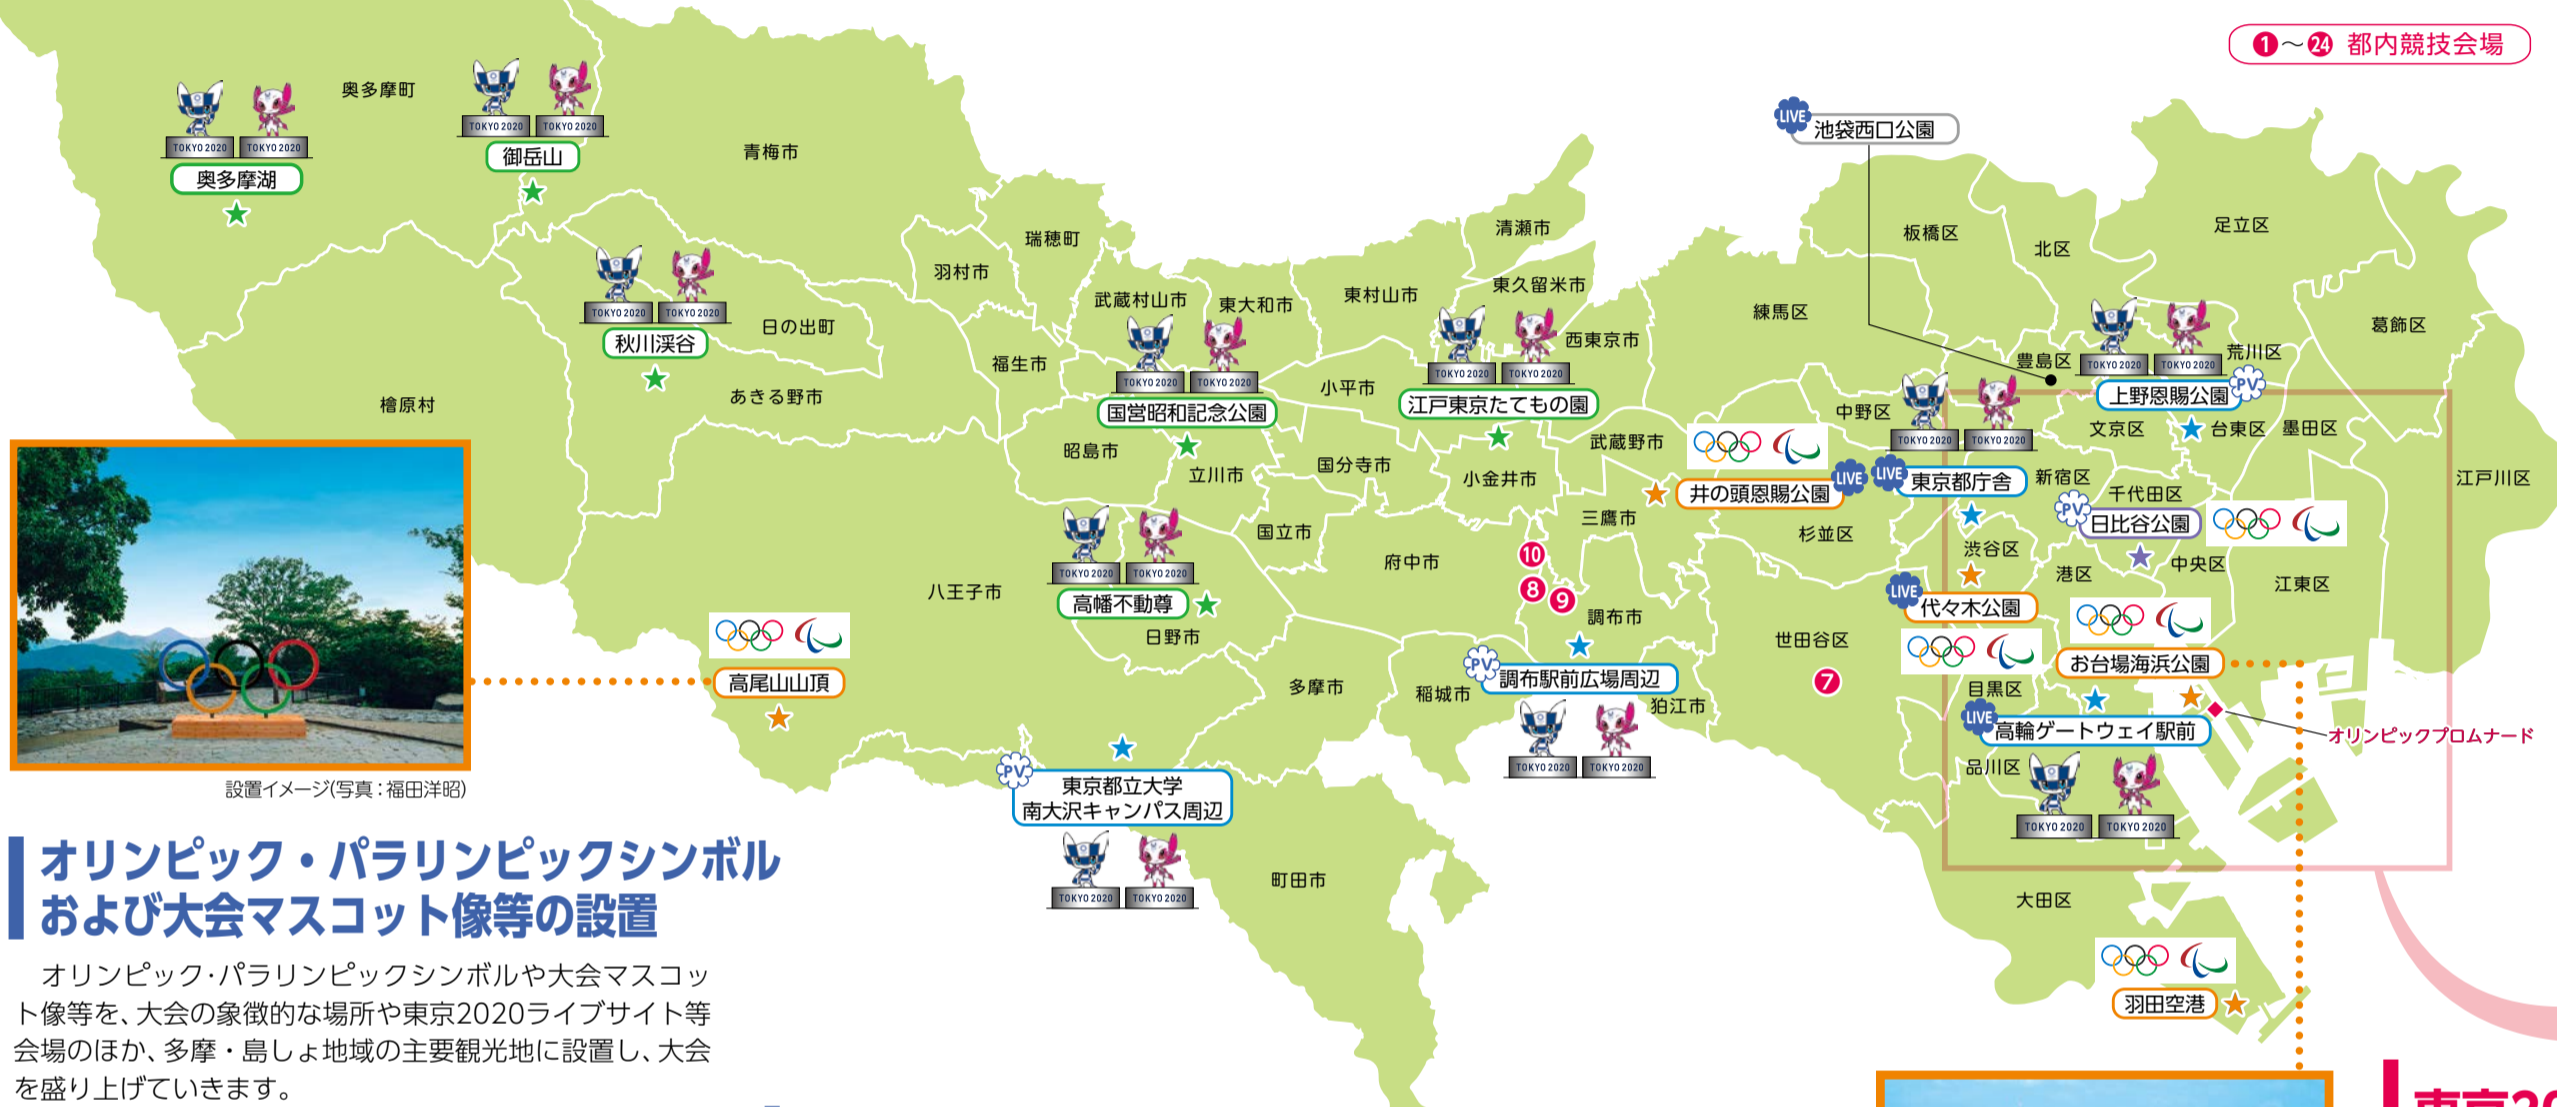 ❶～㉔ 都内競技会場
LIVE
池袋西口公園
奥多摩町
TOKYO 2020 TOKYO 2020
奥多摩湖
TOKYO 2020 TOKYO 2020
御岳山
青梅市
清瀬市
瑞穂町
羽村市
板橋区
北区
足立区
東久留米市
武蔵村山市
東大和市
東村山市
練馬区
葛飾区
TOKYO 2020 TOKYO 2020
秋川渓谷
日の出町
福生市
西東京市
豊島区
荒川区
TOKYO 2020 TOKYO 2020
国営昭和記念公園
小平市
TOKYO 2020 TOKYO 2020
江戸東京たてもの園
TOKYO 2020 TOKYO 2020
上野恩賜公園
PV
檜原村
あきる野市
中野区
文京区
台東区
墨田区
昭島市
立川市
国分寺市
小金井市
武蔵野市
井の頭恩賜公園
LIVE
TOKYO 2020 TOKYO 2020
LIVE
東京都庁舎
新宿区
千代田区
江戸川区
三鷹市
杉並区
PV
日比谷公園
国立市
府中市
渋谷区
港区
中央区
江東区
TOKYO 2020 TOKYO 2020
高幡不動尊
八王子市
日野市
10
8
9
調布市
LIVE
代々木公園
世田谷区
7
お台場海浜公園
高尾山山頂
多摩市
稲城市
PV
調布駅前広場周辺
狛江市
TOKYO 2020 TOKYO 2020
目黒区
LIVE
高輪ゲートウェイ駅前
オリンピックプロムナード
品川区
TOKYO 2020 TOKYO 2020
PV
東京都立大学
南大沢キャンパス周辺
TOKYO 2020 TOKYO 2020
町田市
大田区
羽田空港
設置イメージ(写真：福田洋昭)
オリンピック・パラリンピックシンボル
および大会マスコット像等の設置
オリンピック・パラリンピックシンボルや大会マスコッ
ト像等を、大会の象徴的な場所や東京2020ライブサイト等
会場のほか、多摩・島しょ地域の主要観光地に設置し、大会
を盛り上げていきます。